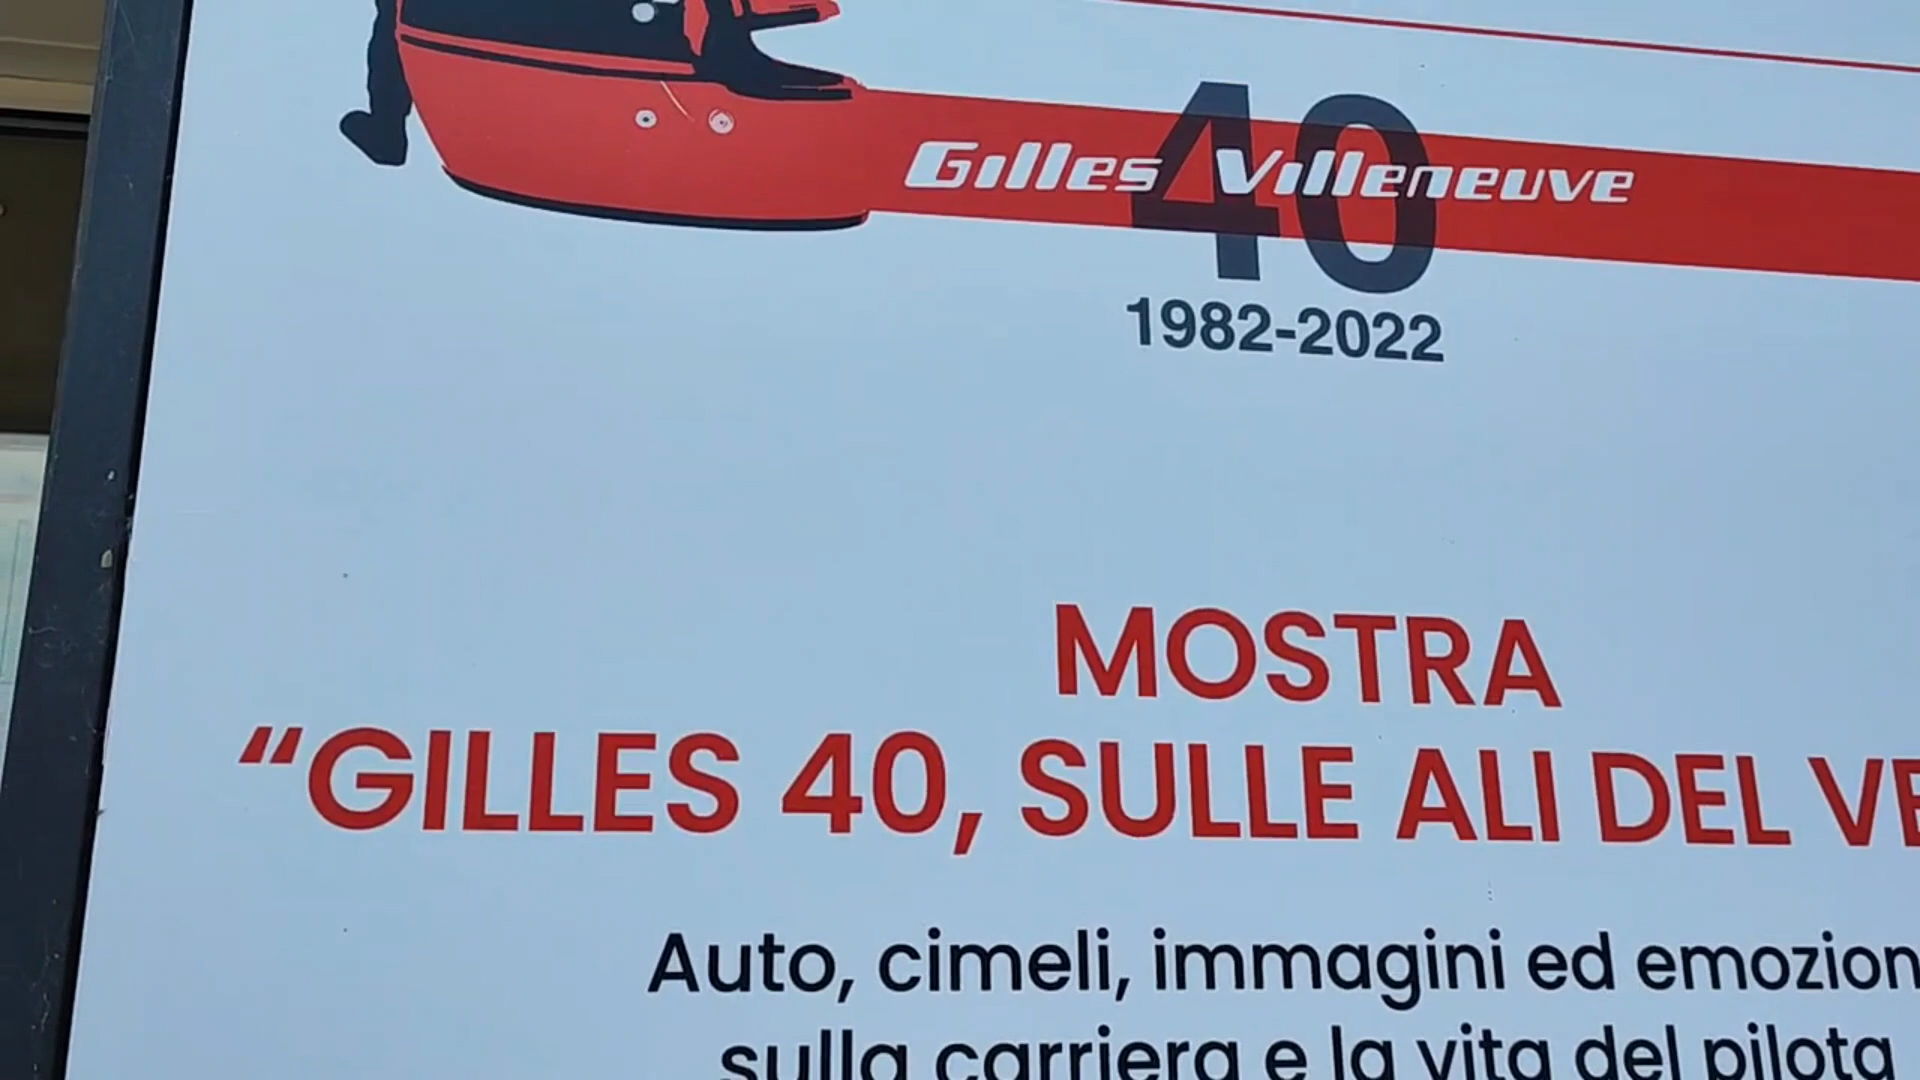 Gilles Villeneuve
40
1982-2022
MOSTRA
“GILLES 40, SULLE ALI DEL
Auto, cimeli, immagini ed
sulla carriera e la vita del pilota